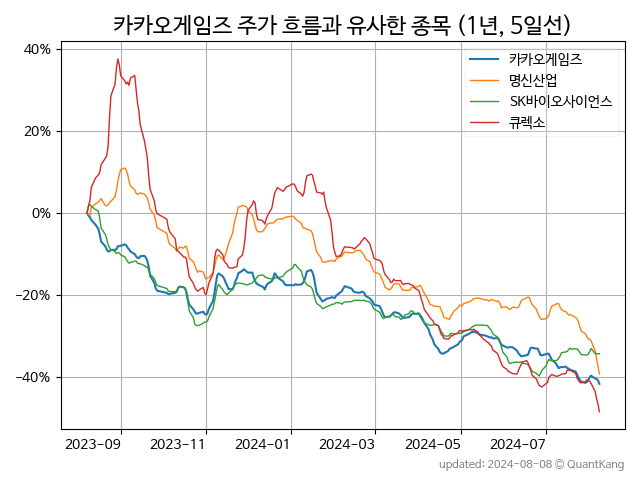 카카오게임즈 주가 흐름과 유사한 종목 (1년, 5일선)
카카오게임즈
명신산업
SK바이오사이언스
큐렉소
40%
20%
0%
−20%
−40%
2023-09 2023-11 2024-01 2024-03 2024-05 2024-07
updated: 2024-08-08 © QuantKang